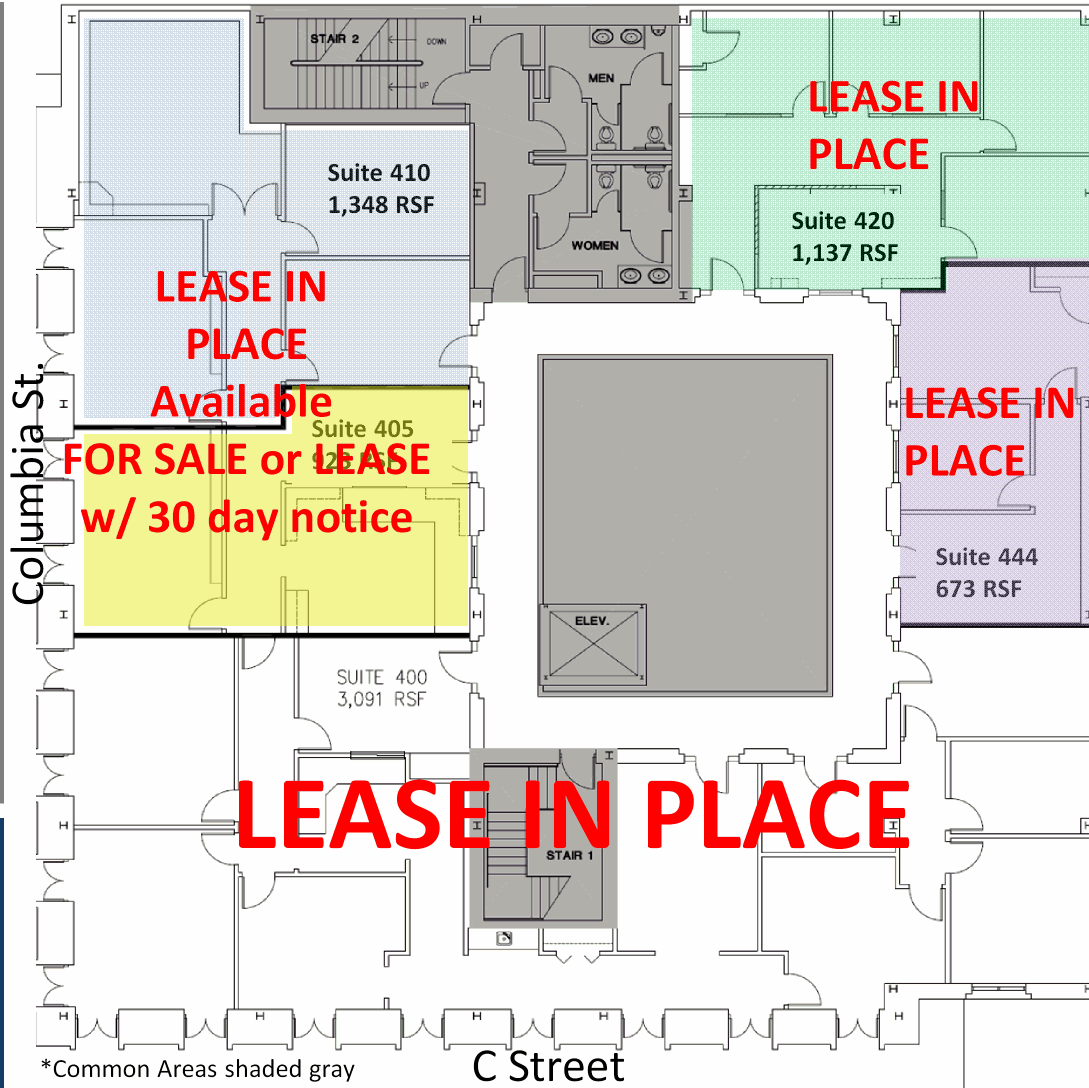 STAIR 2
DOWN
UP
MEN
WOMEN
LEASE IN
PLACE
Suite 420
1,137 RSF
Suite 410
1,348 RSF
LEASE IN
PLACE
Available
FOR SALE or LEASE
w/ 30 day notice
Suite 405
923 RSF
LEASE IN
PLACE
Suite 444
673 RSF
Columbia St.
ELEV.
SUITE 400
3,091 RSF
LEASE IN PLACE
STAIR 1
*Common Areas shaded gray
C Street